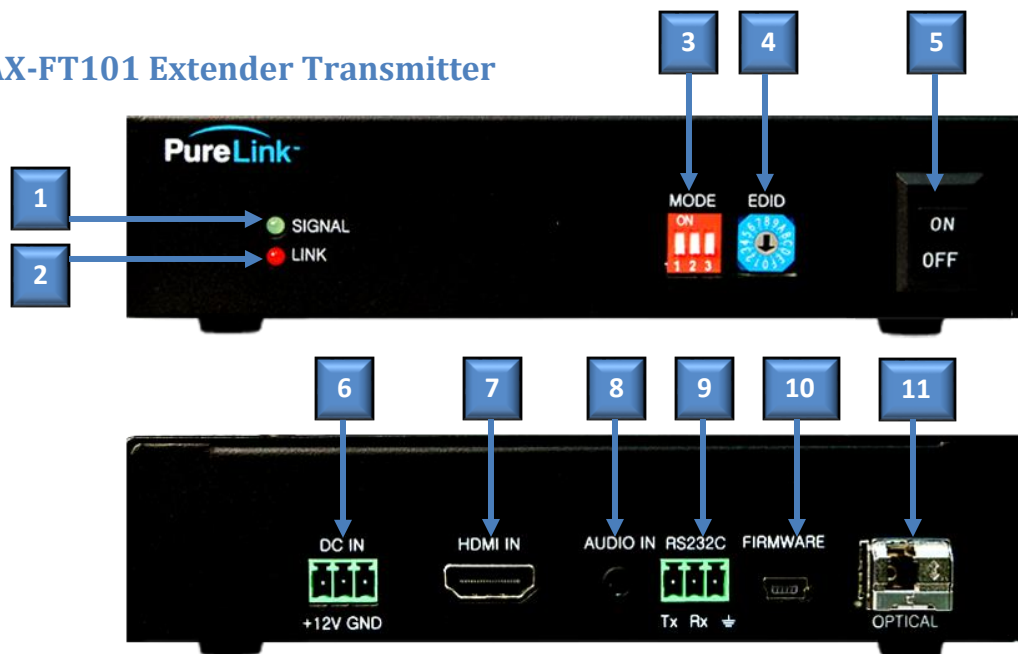 AX-FT101 Extender Transmitter
3
4
5
PureLink
1
SIGNAL
2
LINK
MODE
EDID
ON
1 2 3
0123456789ABCDEF
ON
OFF
6
7
8
9
10
11
DC IN
HDMI IN
AUDIO IN
RS232C
FIRMWARE
+12V GND
Tx Rx
OPTICAL